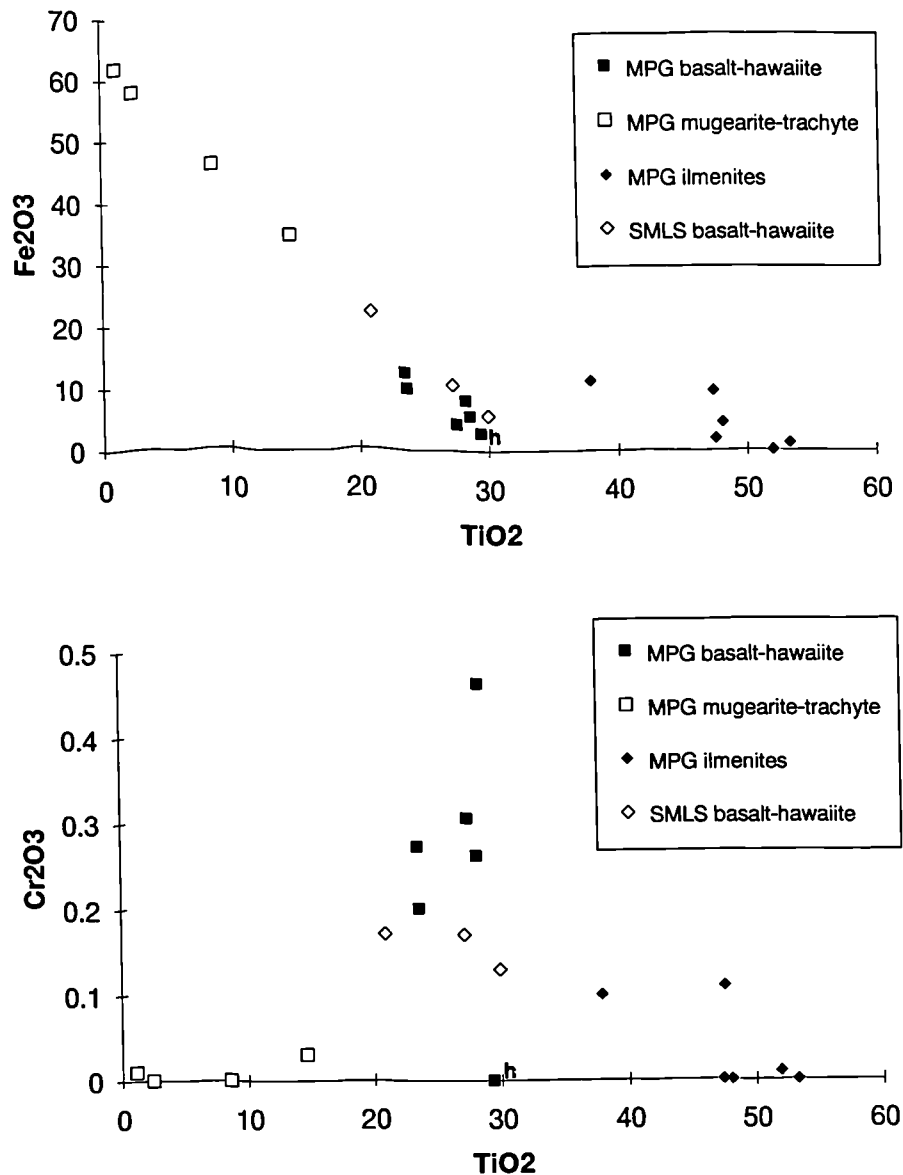 70
60
50
40
30
20
10
0
Fe2O3
■ MPG basalt-hawaiite
□ MPG mugearite-trachyte
◆ MPG ilmenites
◇ SMLS basalt-hawaiite
h
0 10 20 30 40 50 60
TiO2
0.5
0.4
0.3
0.2
0.1
0
Cr2O3
■ MPG basalt-hawaiite
□ MPG mugearite-trachyte
◆ MPG ilmenites
◇ SMLS basalt-hawaiite
h
0 10 20 30 40 50 60
TiO2